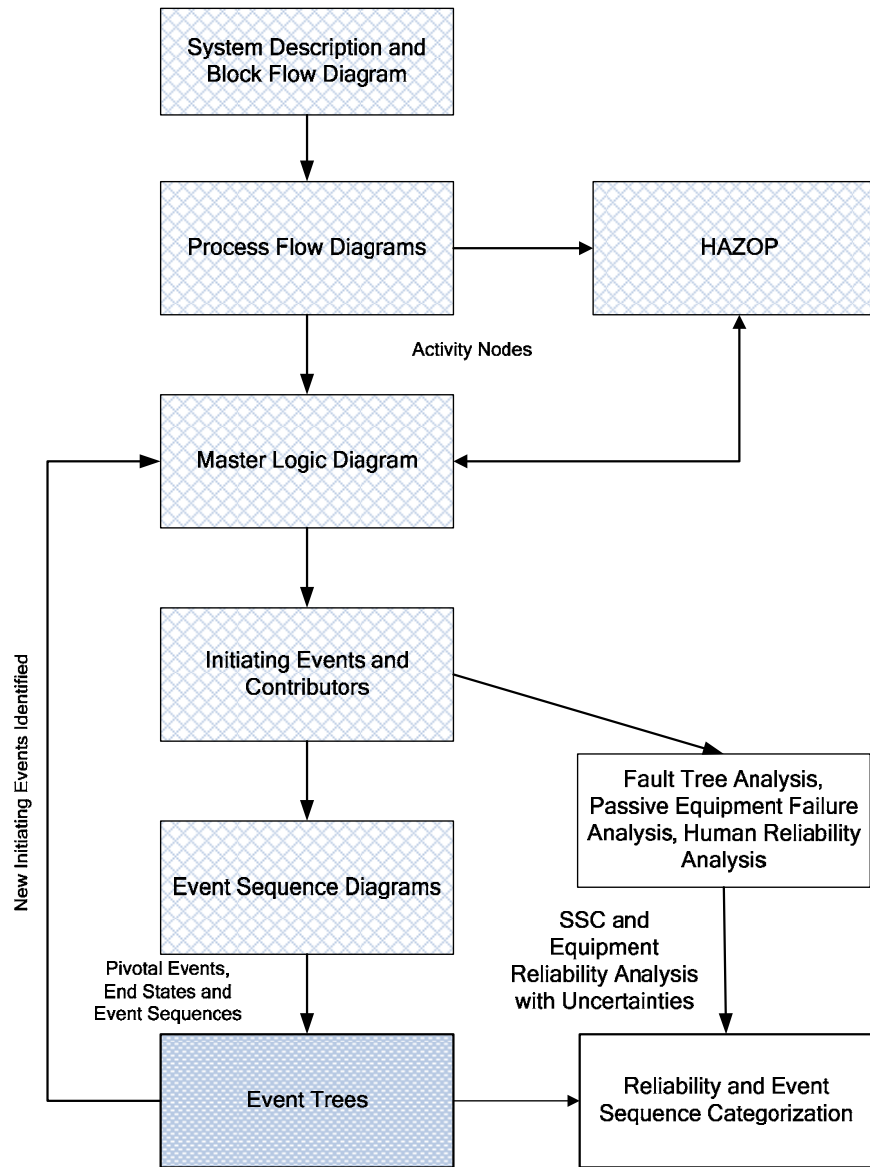 System Description and
Block Flow Diagram
Process Flow Diagrams
HAZOP
Activity Nodes
Master Logic Diagram
New Initiating Events Identified
Initiating Events and
Contributors
Fault Tree Analysis,
Passive Equipment Failure
Analysis, Human Reliability
Analysis
Event Sequence Diagrams
SSC and
Equipment
Reliability Analysis
with Uncertainties
Pivotal Events,
End States and
Event Sequences
Event Trees
Reliability and Event
Sequence Categorization